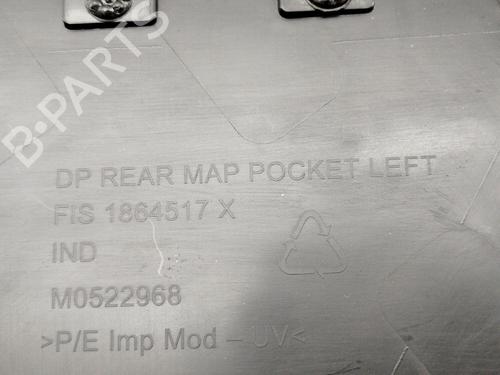 B-PARTS
DP REAR MAP POCKET LEFT
FIS 1864517 X
IND
M0522968
>P/E Imp Mod - UV<